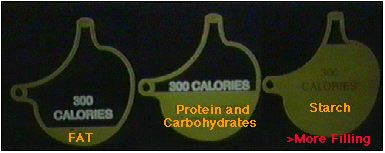 300
CALORIES
FAT
300 CALORIES
Protein and
Carbohydrates
300
CALORIES
Starch
>More Filling